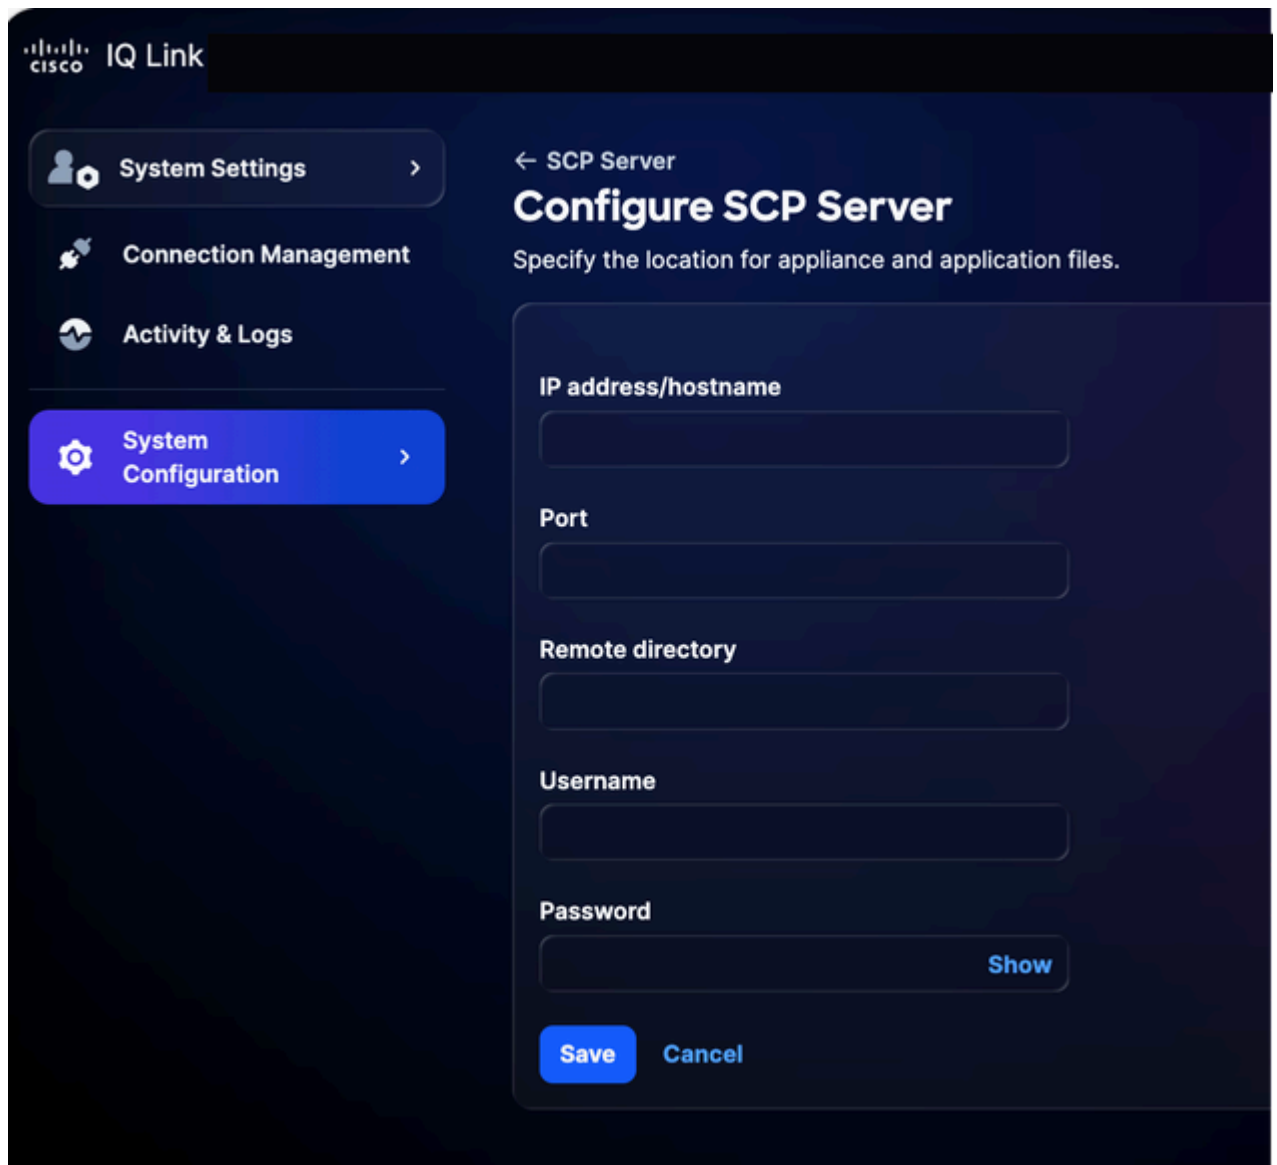 cisco IQ Link
System Settings
Connection Management
Activity & Logs
System
Configuration
← SCP Server
Configure SCP Server
Specify the location for appliance and application files.
IP address/hostname
Port
Remote directory
Username
Password
Show
Save Cancel